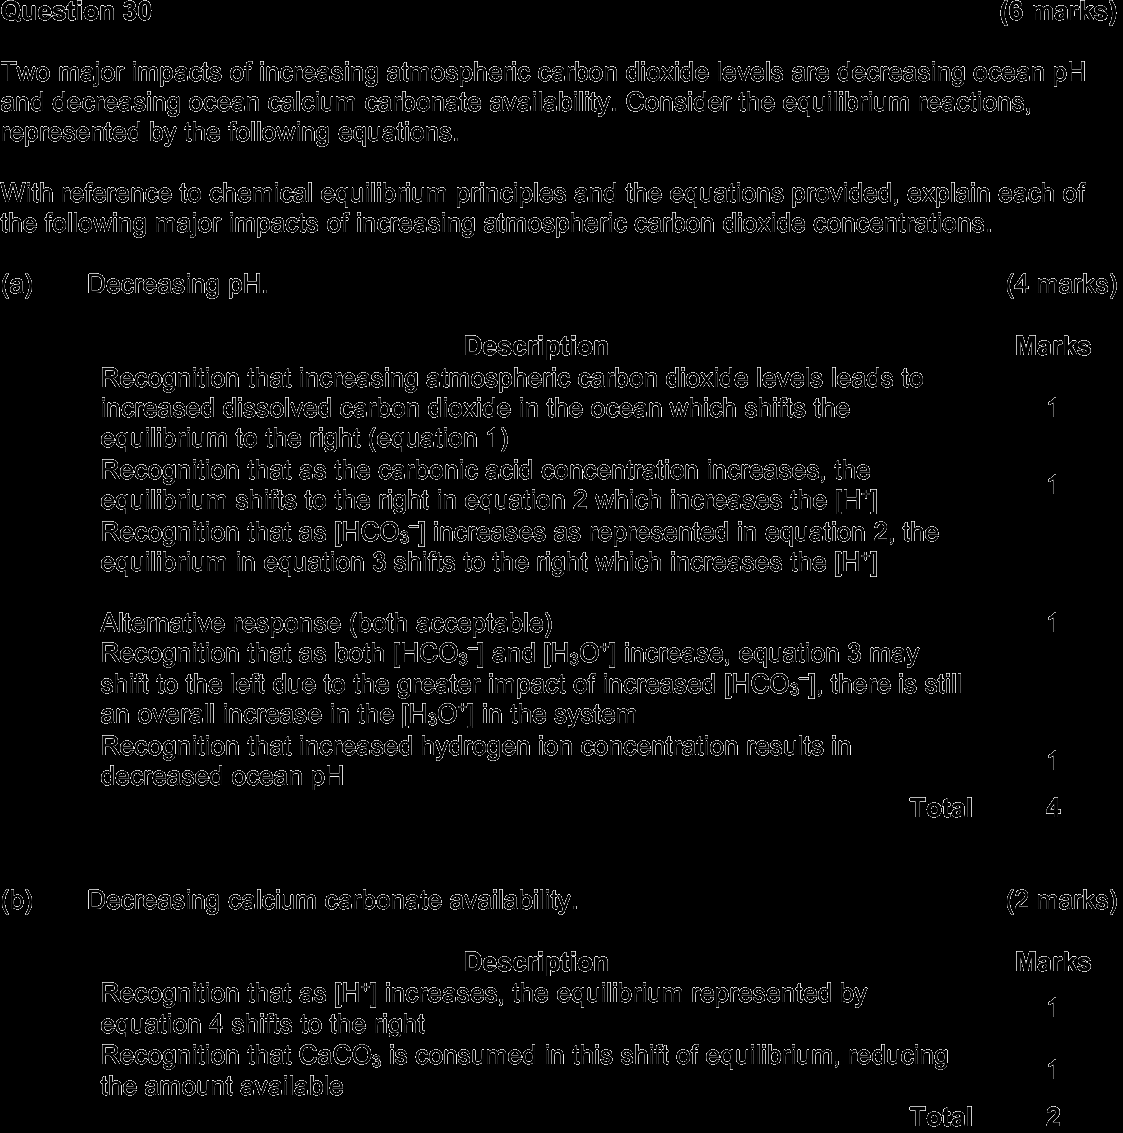 Question 30 (6 marks)
Two major impacts of increasing atmospheric carbon dioxide levels are decreasing ocean pH
and decreasing ocean calcium carbonate availability. Consider the equilibrium reactions,
represented by the following equations.
With reference to chemical equilibrium principles and the equations provided, explain each of
the following major impacts of increasing atmospheric carbon dioxide concentrations.
(a) Decreasing pH. (4 marks)
Description Marks
Recognition that increasing atmospheric carbon dioxide levels leads to
increased dissolved carbon dioxide in the ocean which shifts the 1
equilibrium to the right (equation 1)
Recognition that as the carbonic acid concentration increases, the
equilibrium shifts to the right in equation 2 which increases the [H⁺] 1
Recognition that as [HCO₃⁻] increases as represented in equation 2, the
equilibrium in equation 3 shifts to the right which increases the [H⁺]
Alternative response (both acceptable) 1
Recognition that as both [HCO₃⁻] and [H₃O⁺] increase, equation 3 may
shift to the left due to the greater impact of increased [HCO₃⁻], there is still
an overall increase in the [H₃O⁺] in the system
Recognition that increased hydrogen ion concentration results in
decreased ocean pH 1
Total 4
(b) Decreasing calcium carbonate availability. (2 marks)
Description Marks
Recognition that as [H⁺] increases, the equilibrium represented by
equation 4 shifts to the right 1
Recognition that CaCO₃ is consumed in this shift of equilibrium, reducing
the amount available 1
Total 2